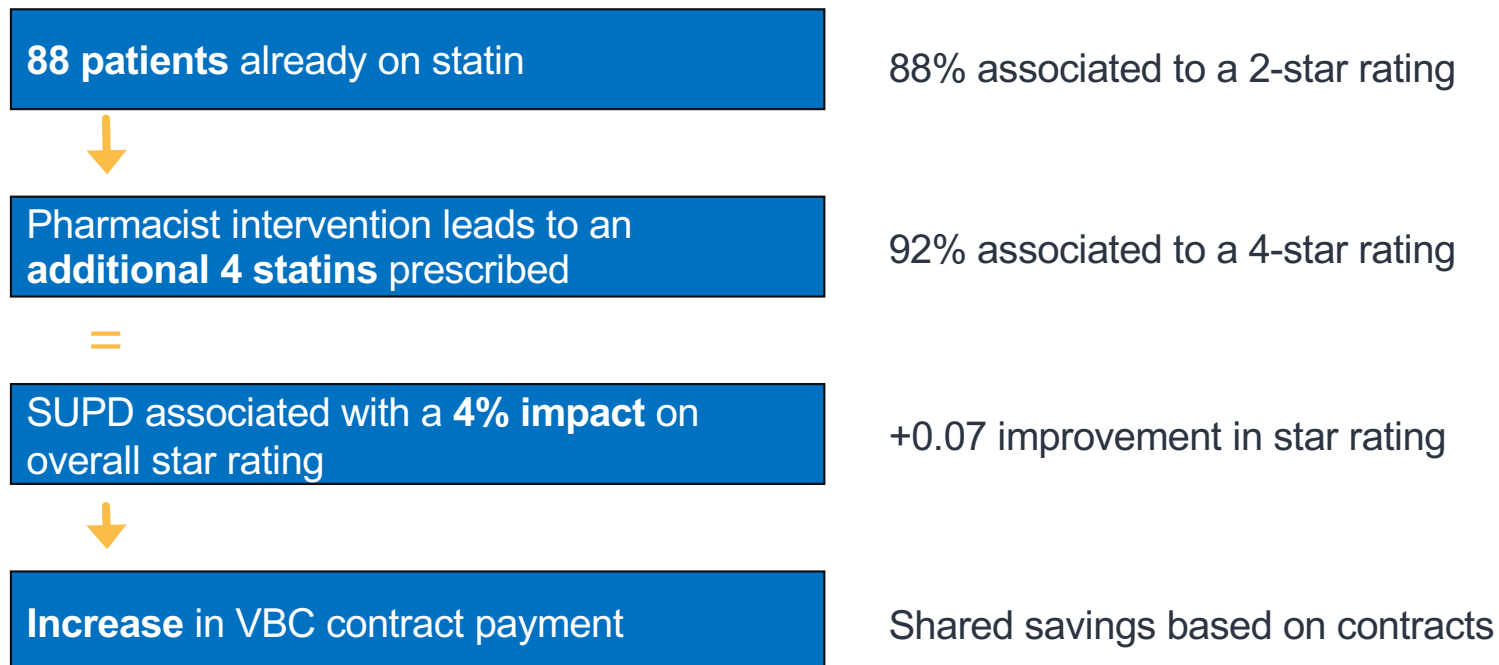 88 patients already on statin
88% associated to a 2-star rating
Pharmacist intervention leads to an
additional 4 statins prescribed
92% associated to a 4-star rating
=
SUPD associated with a 4% impact on
overall star rating
+0.07 improvement in star rating
Increase in VBC contract payment
Shared savings based on contracts